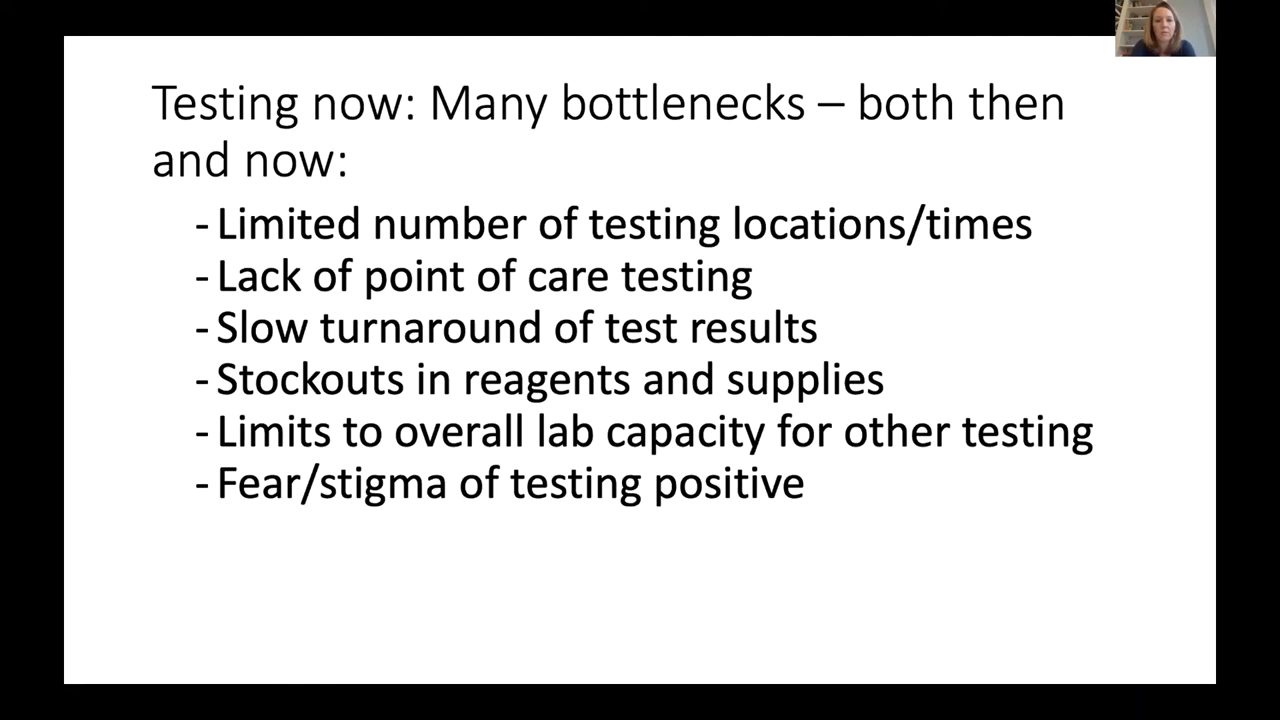 Testing now: Many bottlenecks – both then
and now:
- Limited number of testing locations/times
- Lack of point of care testing
- Slow turnaround of test results
- Stockouts in reagents and supplies
- Limits to overall lab capacity for other testing
- Fear/stigma of testing positive